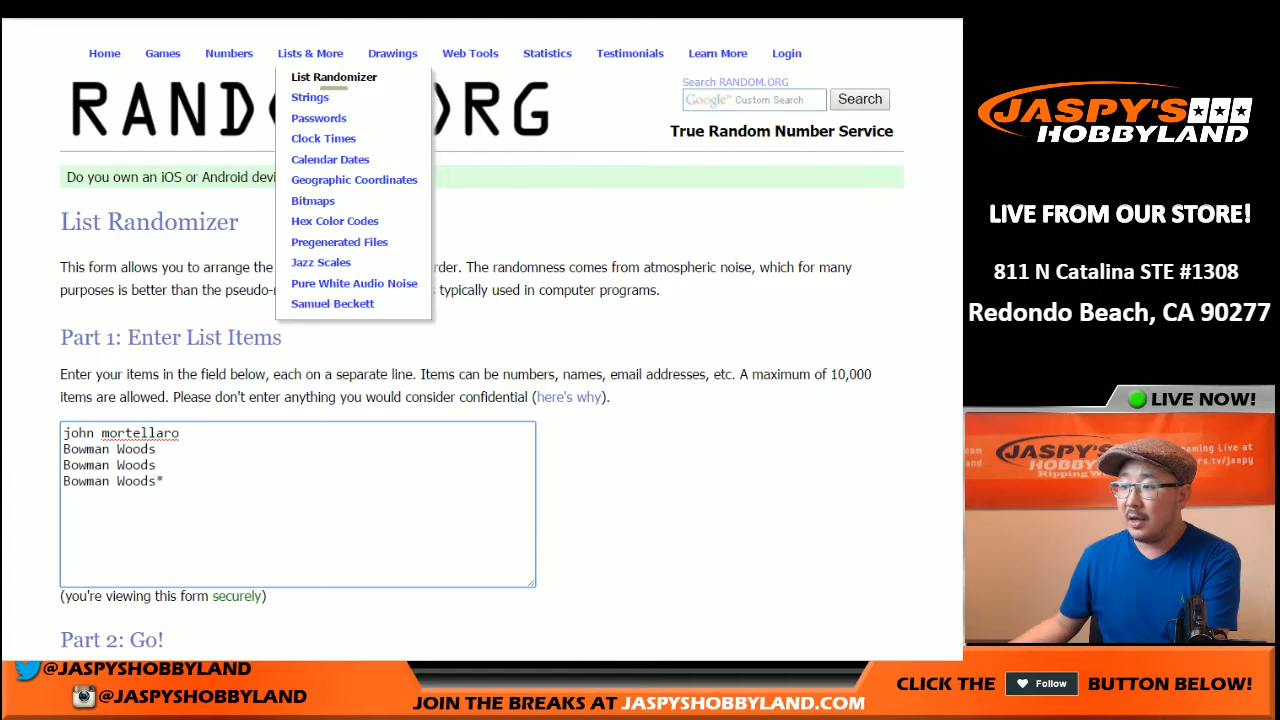 Home Games Numbers Lists & More Drawings Web Tools Statistics Testimonials Learn More Login
List Randomizer
Strings
Passwords
Clock Times
Calendar Dates
Geographic Coordinates
Bitmaps
Hex Color Codes
Pregenerated Files
Jazz Scales
Pure White Audio Noise
Samuel Beckett
RAND RG
Search RANDOM.ORG
Google™ Custom Search Search
True Random Number Service
Do you own an iOS or Android devi
List Randomizer
This form allows you to arrange the rder. The randomness comes from atmospheric noise, which for many
purposes is better than the pseudo-r typically used in computer programs.
Part 1: Enter List Items
Enter your items in the field below, each on a separate line. Items can be numbers, names, email addresses, etc. A maximum of 10,000
items are allowed. Please don't enter anything you would consider confidential (here's why).
john mortellaro
Bowman Woods
Bowman Woods
Bowman Woods*
(you're viewing this form securely)
Part 2: Go!
JASPY'S
HOBBYLAND
LIVE FROM OUR STORE!
811 N Catalina STE #1308
Redondo Beach, CA 90277
LIVE NOW!
JASPY'S
HOBBYLAND
@JASPYSHOBBYLAND
@JASPYSHOBBYLAND
JOIN THE BREAKS AT JASPYSHOBBYLAND.COM
CLICK THE Follow BUTTON BELOW!